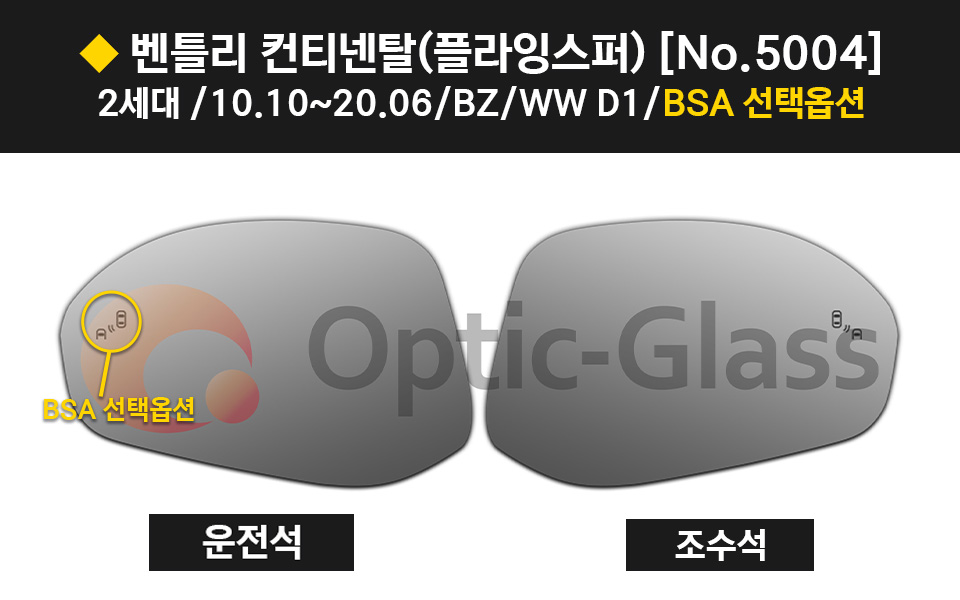 ◆ 벤틀리 컨티넨탈(플라잉스퍼) [No.5004]
2세대 /10.10~20.06/BZ/WW D1/BSA 선택옵션
Optic-Glass
BSA 선택옵션
운전석
조수석